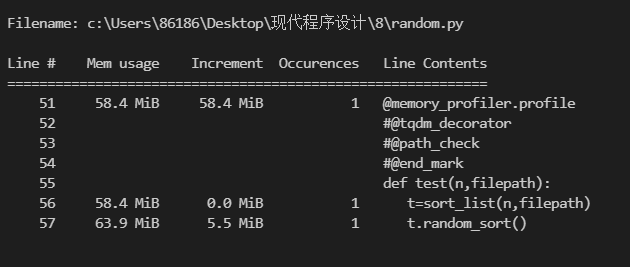 Filename: c:\Users\86186\Desktop\现代程序设计\8\random.py
Line #    Mem usage    Increment  Occurences   Line Contents
============================================================
    51     58.4 MiB     58.4 MiB           1   @memory_profiler.profile
    52                                         #@tqdm_decorator
    53                                         #@path_check
    54                                         #@end_mark
    55                                         def test(n,filepath):
    56     58.4 MiB      0.0 MiB           1      t=sort_list(n,filepath)
    57     63.9 MiB      5.5 MiB           1      t.random_sort()